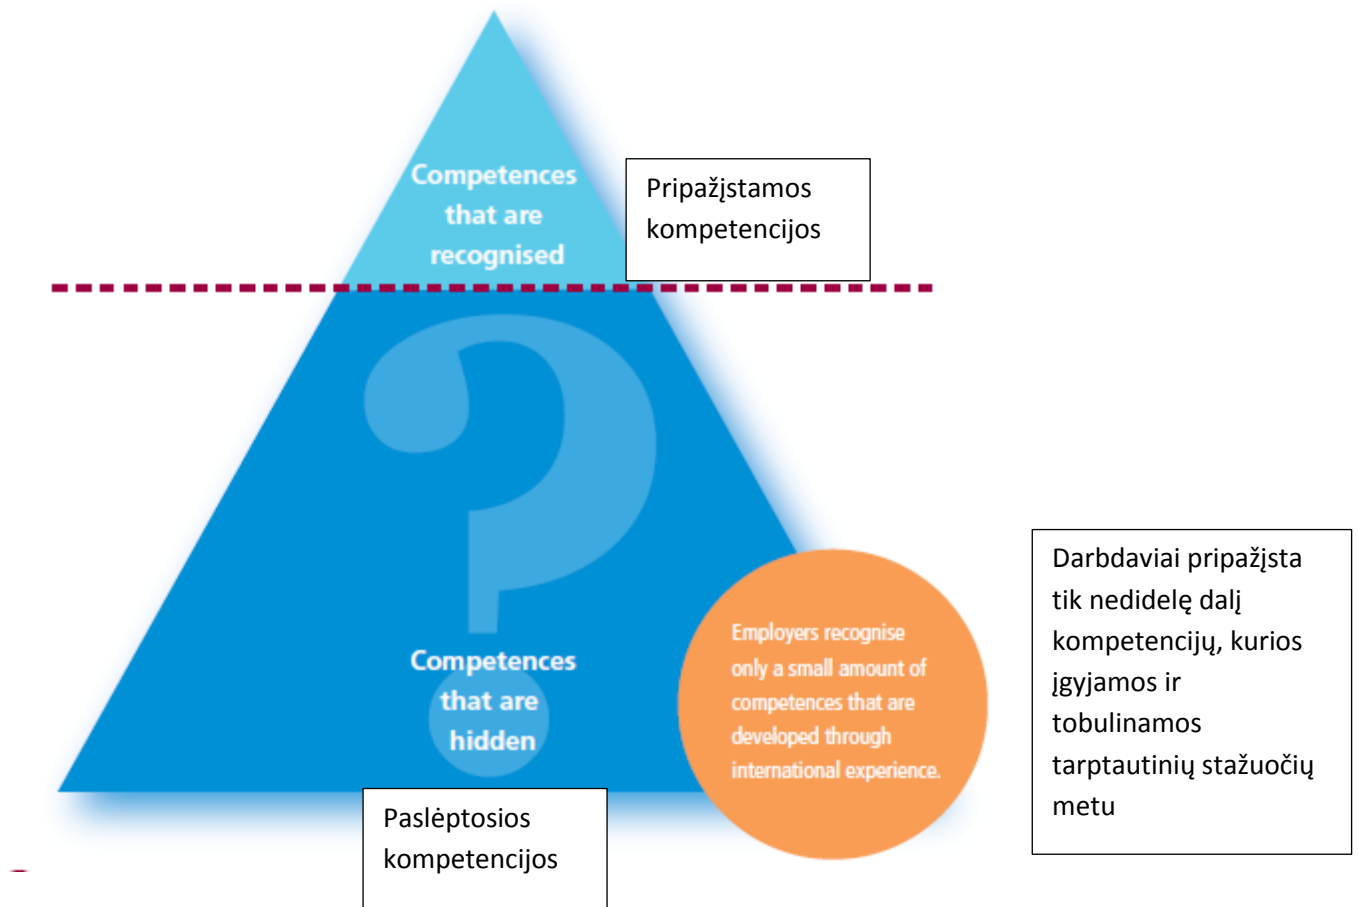 Competences
that are
recognised
Pripažįstamos
kompetencijos
?
Competences
that are
hidden
Employers recognise
only a small amount of
competences that are
developed through
international experience.
Darbdaviai pripažįsta
tik nedidelę dalį
kompetencijų, kurios
įgyjamos ir
tobulinamos
tarptautinių stažuočių
metu
Paslėptosios
kompetencijos